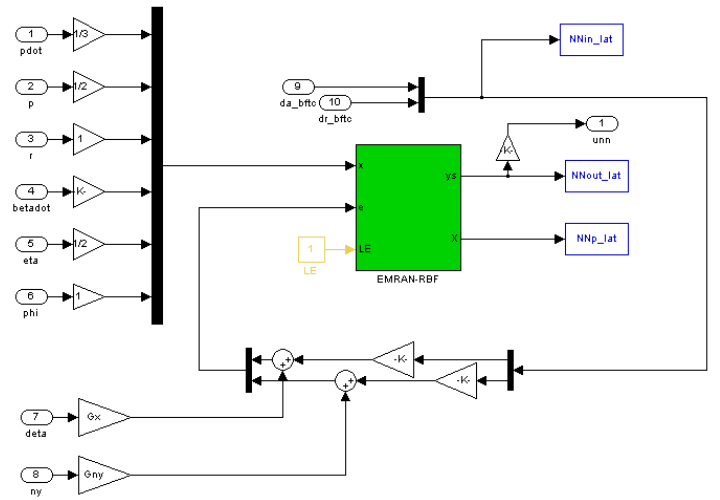 1
pdot
1/3
2
p
1/2
3
r
1
4
betadot
K-
5
eta
1/2
6
phi
1
9
da_bftc
10
dr_bftc
NNin_lat
1
unn
-K-
x
e
LE
ys
X
EMRAN-RBF
1
LE
NNout_lat
NNp_lat
-K-
-K-
+
+
+
+
7
deta
Gx
8
ny
Gny